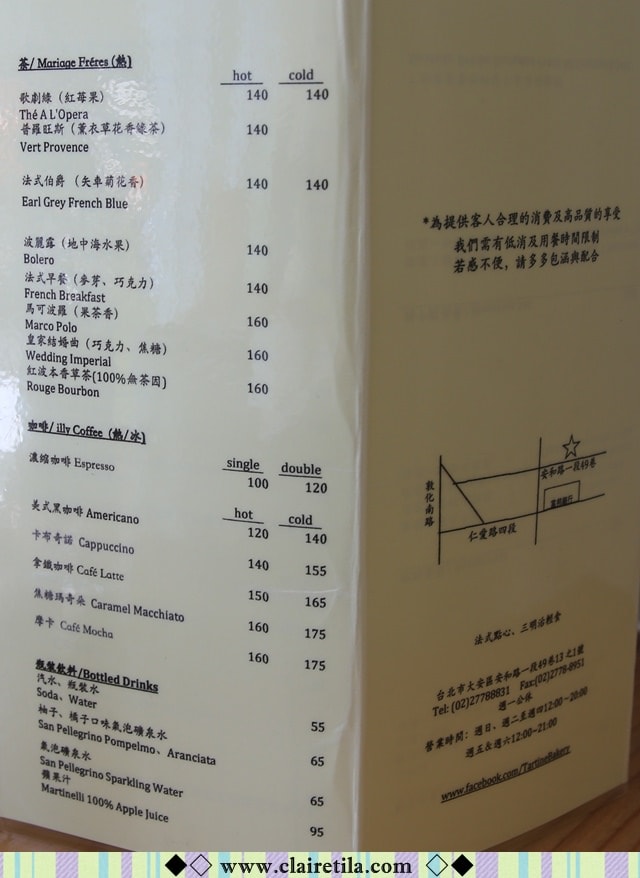 茶/ Mariage Fréres (熱)
hot cold
歌劇綠（紅苺果） 140 140
Thé A L'Opera
普羅旺斯（薰衣草花香綠茶） 140
Vert Provence
法式伯爵 （矢車菊花香） 140 140
Earl Grey French Blue
波麗露（地中海水果） 140
Bolero
法式早餐（麥芽、巧克力） 140
French Breakfast
馬可波羅（果茶香） 160
Marco Polo
皇家結婚曲（巧克力、焦糖） 160
Wedding Imperial
紅波本香草茶(100%無茶因) 160
Rouge Bourbon
咖啡/ illy Coffee (熱/冰)
single double
濃縮咖啡 Espresso 100 120
hot cold
美式黑咖啡 Americano 120 140
卡布奇諾 Cappuccino 140 155
拿鐵咖啡 Café Latte 150 165
焦糖瑪奇朵 Caramel Macchiato 160 175
摩卡 Café Mocha 160 175
瓶裝飲料/Bottled Drinks
汽水、瓶裝水
Soda、Water 55
柚子、橘子口味氣泡礦泉水
San Pellegrino Pompelmo、Aranciata 65
氣泡礦泉水
San Pellegrino Sparkling Water 65
蘋果汁
Martinelli 100% Apple Juice 95
*為提供客人合理的消費及高品質的享受
我們需有低消及用餐時間限制
若感不便，請多多包涵與配合
安和路一段49巷
敦化南路
仁愛路四段
法式點心、三明治輕食
台北市大安區安和路一段49巷13之1號
Tel: (02)27788831 Fax:(02)2778-8951
週一公休
營業時間：週日、週二至週四12:00~20:00
週五&週六12:00~21:00
www.facebook.com/TartineBakery
www.clairetila.com